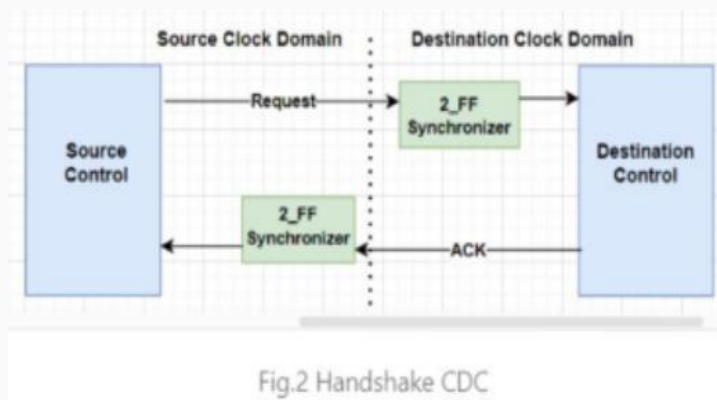 Source Clock Domain
Destination Clock Domain
Request
2_FF
Synchronizer
Source
Control
Destination
Control
2_FF
Synchronizer
ACK
Fig.2 Handshake CDC